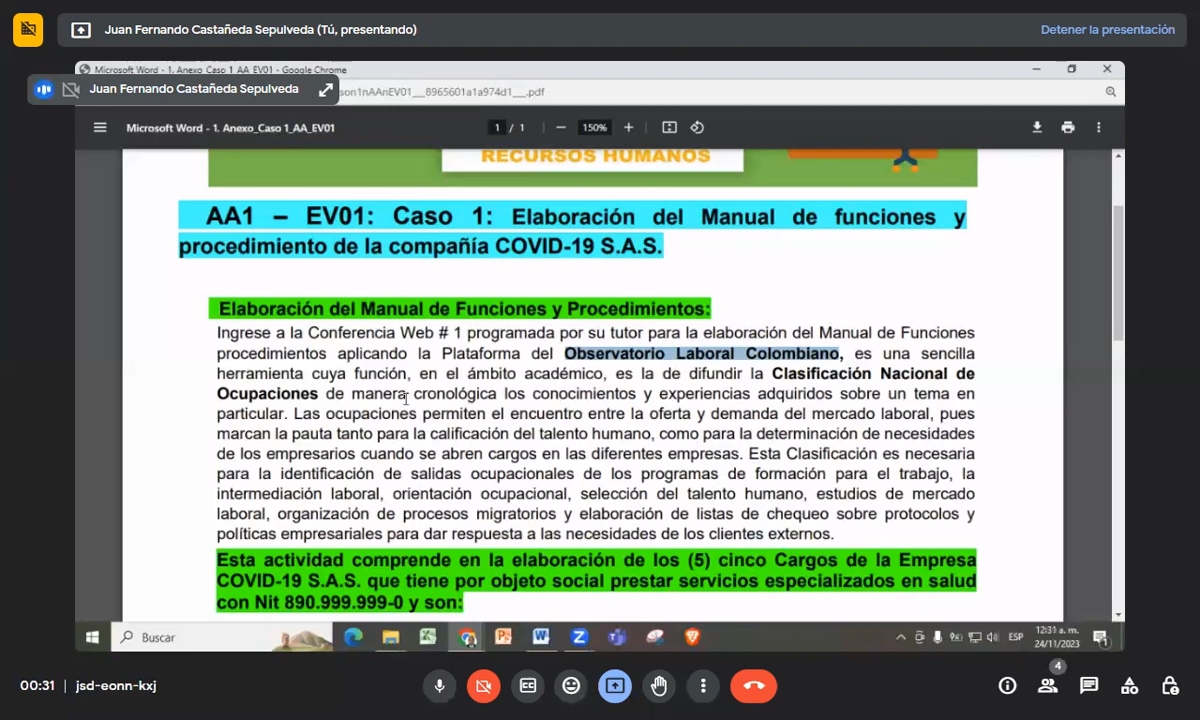 Juan Fernando Castañeda Sepulveda (Tú, presentando)
Detener la presentación
Microsoft Word - 1. Anexo_Caso 1_AA_EV01 - Google Chrome
Juan Fernando Castañeda Sepulveda
son1nAAnEV01__8965601a1a974d1__.pdf
Microsoft Word - 1. Anexo_Caso 1_AA_EV01
1 / 1
150%
RECURSOS HUMANOS
AA1 – EV01: Caso 1: Elaboración del Manual de funciones y
procedimiento de la compañía COVID-19 S.A.S.
Elaboración del Manual de Funciones y Procedimientos:
Ingrese a la Conferencia Web # 1 programada por su tutor para la elaboración del Manual de Funciones
procedimientos aplicando la Plataforma del Observatorio Laboral Colombiano, es una sencilla
herramienta cuya función, en el ámbito académico, es la de difundir la Clasificación Nacional de
Ocupaciones de manera cronológica los conocimientos y experiencias adquiridos sobre un tema en
particular. Las ocupaciones permiten el encuentro entre la oferta y demanda del mercado laboral, pues
marcan la pauta tanto para la calificación del talento humano, como para la determinación de necesidades
de los empresarios cuando se abren cargos en las diferentes empresas. Esta Clasificación es necesaria
para la identificación de salidas ocupacionales de los programas de formación para el trabajo, la
intermediación laboral, orientación ocupacional, selección del talento humano, estudios de mercado
laboral, organización de procesos migratorios y elaboración de listas de chequeo sobre protocolos y
políticas empresariales para dar respuesta a las necesidades de los clientes externos.
Esta actividad comprende en la elaboración de los (5) cinco Cargos de la Empresa
COVID-19 S.A.S. que tiene por objeto social prestar servicios especializados en salud
con Nit 890.999.999-0 y son:
Buscar
ESP
12:31 a. m.
24/11/2023
1
00:31 | jsd-eonn-kxj
4